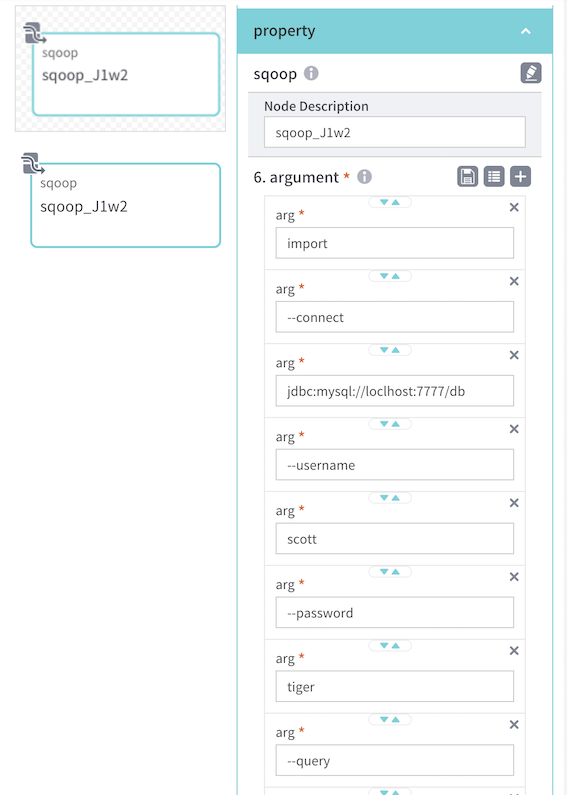 sqoop
sqoop_J1w2
sqoop
sqoop_J1w2
property
sqoop
Node Description
sqoop_J1w2
6. argument *
arg *
import
arg *
--connect
arg *
jdbc:mysql://loclhost:7777/db
arg *
--username
arg *
scott
arg *
--password
arg *
tiger
arg *
--query